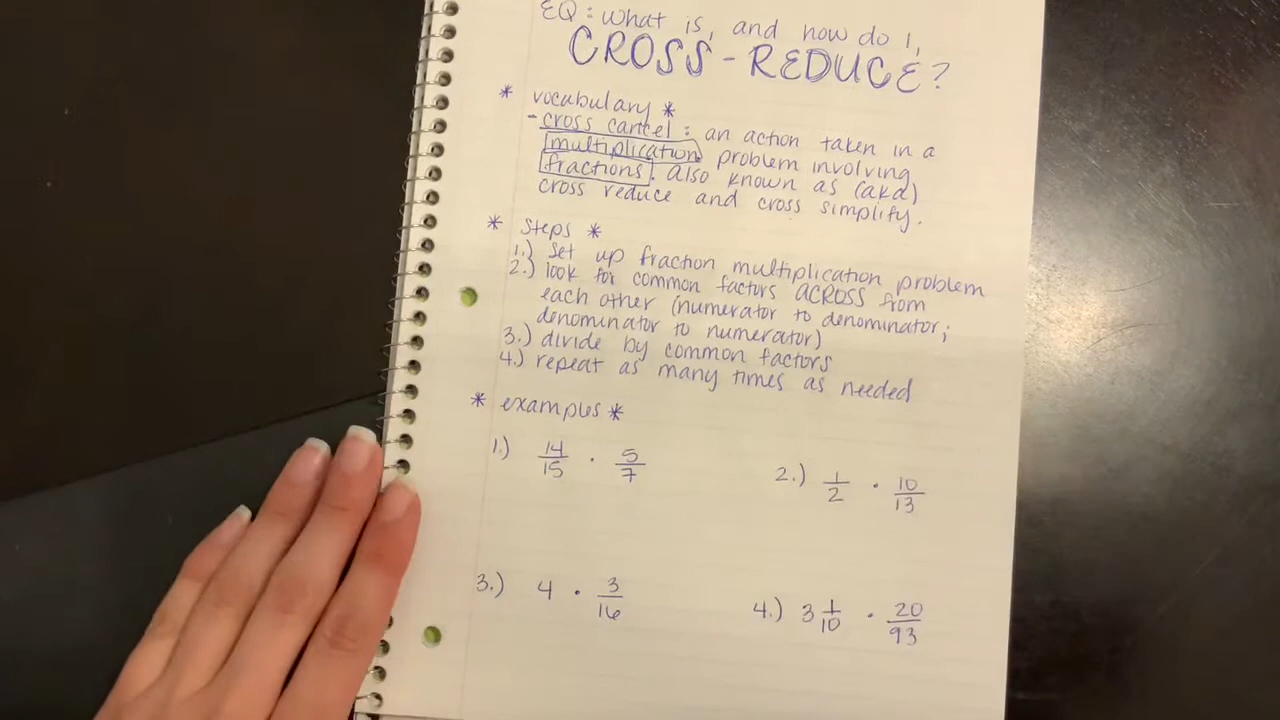 EQ: what is, and how do I,
CROSS-REDUCE?
* vocabulary *
- cross cancel: an action taken in a
multiplication problem involving
fractions. also known as (aka)
cross reduce and cross simplify.
* steps *
1.) set up fraction multiplication problem
2.) look for common factors ACROSS from
each other (numerator to denominator;
denominator to numerator)
3.) divide by common factors
4.) repeat as many times as needed
* examples *
1.) 14/15 · 5/7
2.) 1/2 · 10/13
3.) 4 · 3/16
4.) 3 1/10 · 20/93